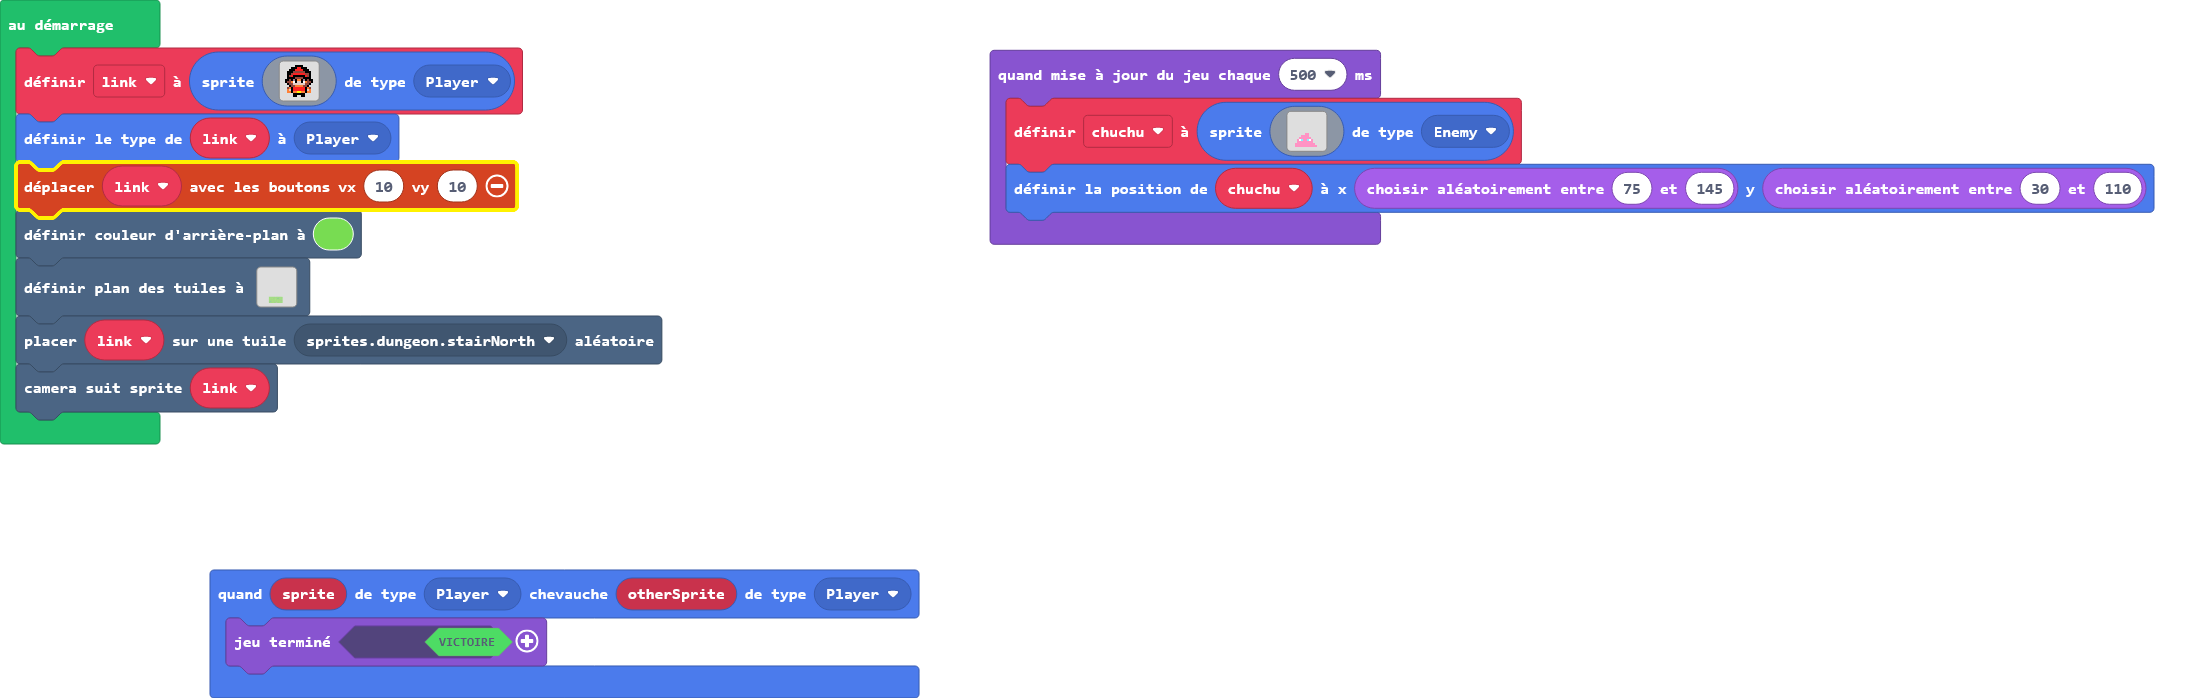 au démarrage
définir link à sprite de type Player
définir le type de link à Player
déplacer link avec les boutons vx 10 vy 10
définir couleur d'arrière-plan à
définir plan des tuiles à
placer link sur une tuile sprites.dungeon.stairNorth aléatoire
camera suit sprite link
quand mise à jour du jeu chaque 500 ms
définir chuchu à sprite de type Enemy
définir la position de chuchu à x choisir aléatoirement entre 75 et 145 y choisir aléatoirement entre 30 et 110
quand sprite de type Player chevauche otherSprite de type Player
jeu terminé VICTOIRE